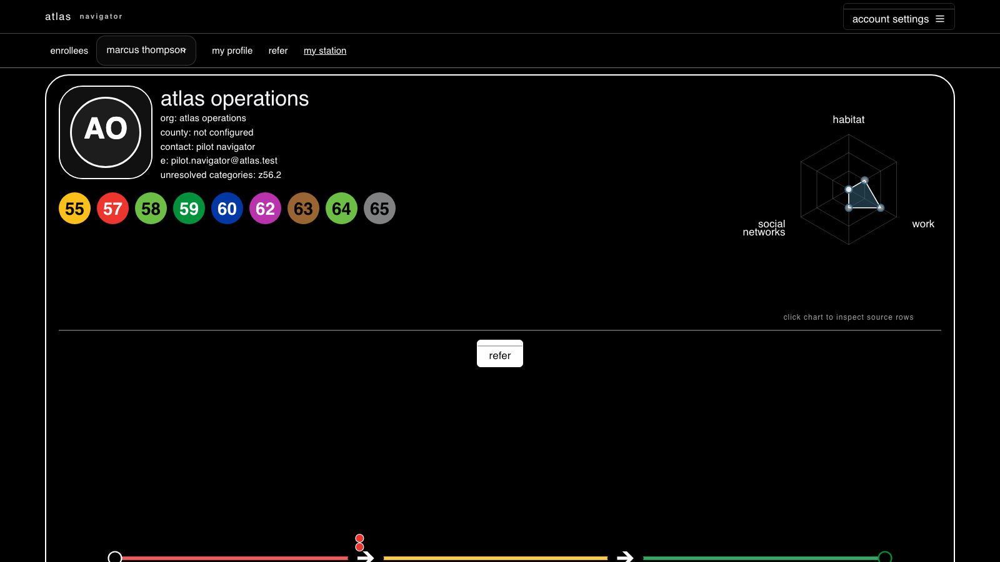 atlas navigator
account settings
enrollees
marcus thompson
my profile
refer
my station
AO
atlas operations
org: atlas operations
county: not configured
contact: pilot navigator
e: pilot.navigator@atlas.test
unresolved categories: z56.2
55 57 58 59 60 62 63 64 65
habitat
work
social
networks
click chart to inspect source rows
refer